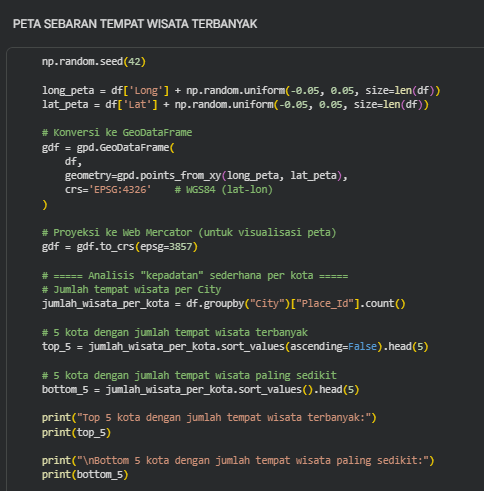 PETA SEBARAN TEMPAT WISATA TERBANYAK
np.random.seed(42)
long_peta = df['Long'] + np.random.uniform(-0.05, 0.05, size=len(df))
lat_peta = df['Lat'] + np.random.uniform(-0.05, 0.05, size=len(df))
# Konversi ke GeoDataFrame
gdf = gpd.GeoDataFrame(
    df,
    geometry=gpd.points_from_xy(long_peta, lat_peta),
    crs='EPSG:4326'   # WGS84 (lat-lon)
)
# Proyeksi ke Web Mercator (untuk visualisasi peta)
gdf = gdf.to_crs(epsg=3857)
# ===== Analisis "kepadatan" sederhana per kota =====
# Jumlah tempat wisata per City
jumlah_wisata_per_kota = df.groupby("City")["Place_Id"].count()
# 5 kota dengan jumlah tempat wisata terbanyak
top_5 = jumlah_wisata_per_kota.sort_values(ascending=False).head(5)
# 5 kota dengan jumlah tempat wisata paling sedikit
bottom_5 = jumlah_wisata_per_kota.sort_values().head(5)
print("Top 5 kota dengan jumlah tempat wisata terbanyak:")
print(top_5)
print("\nBottom 5 kota dengan jumlah tempat wisata paling sedikit:")
print(bottom_5)